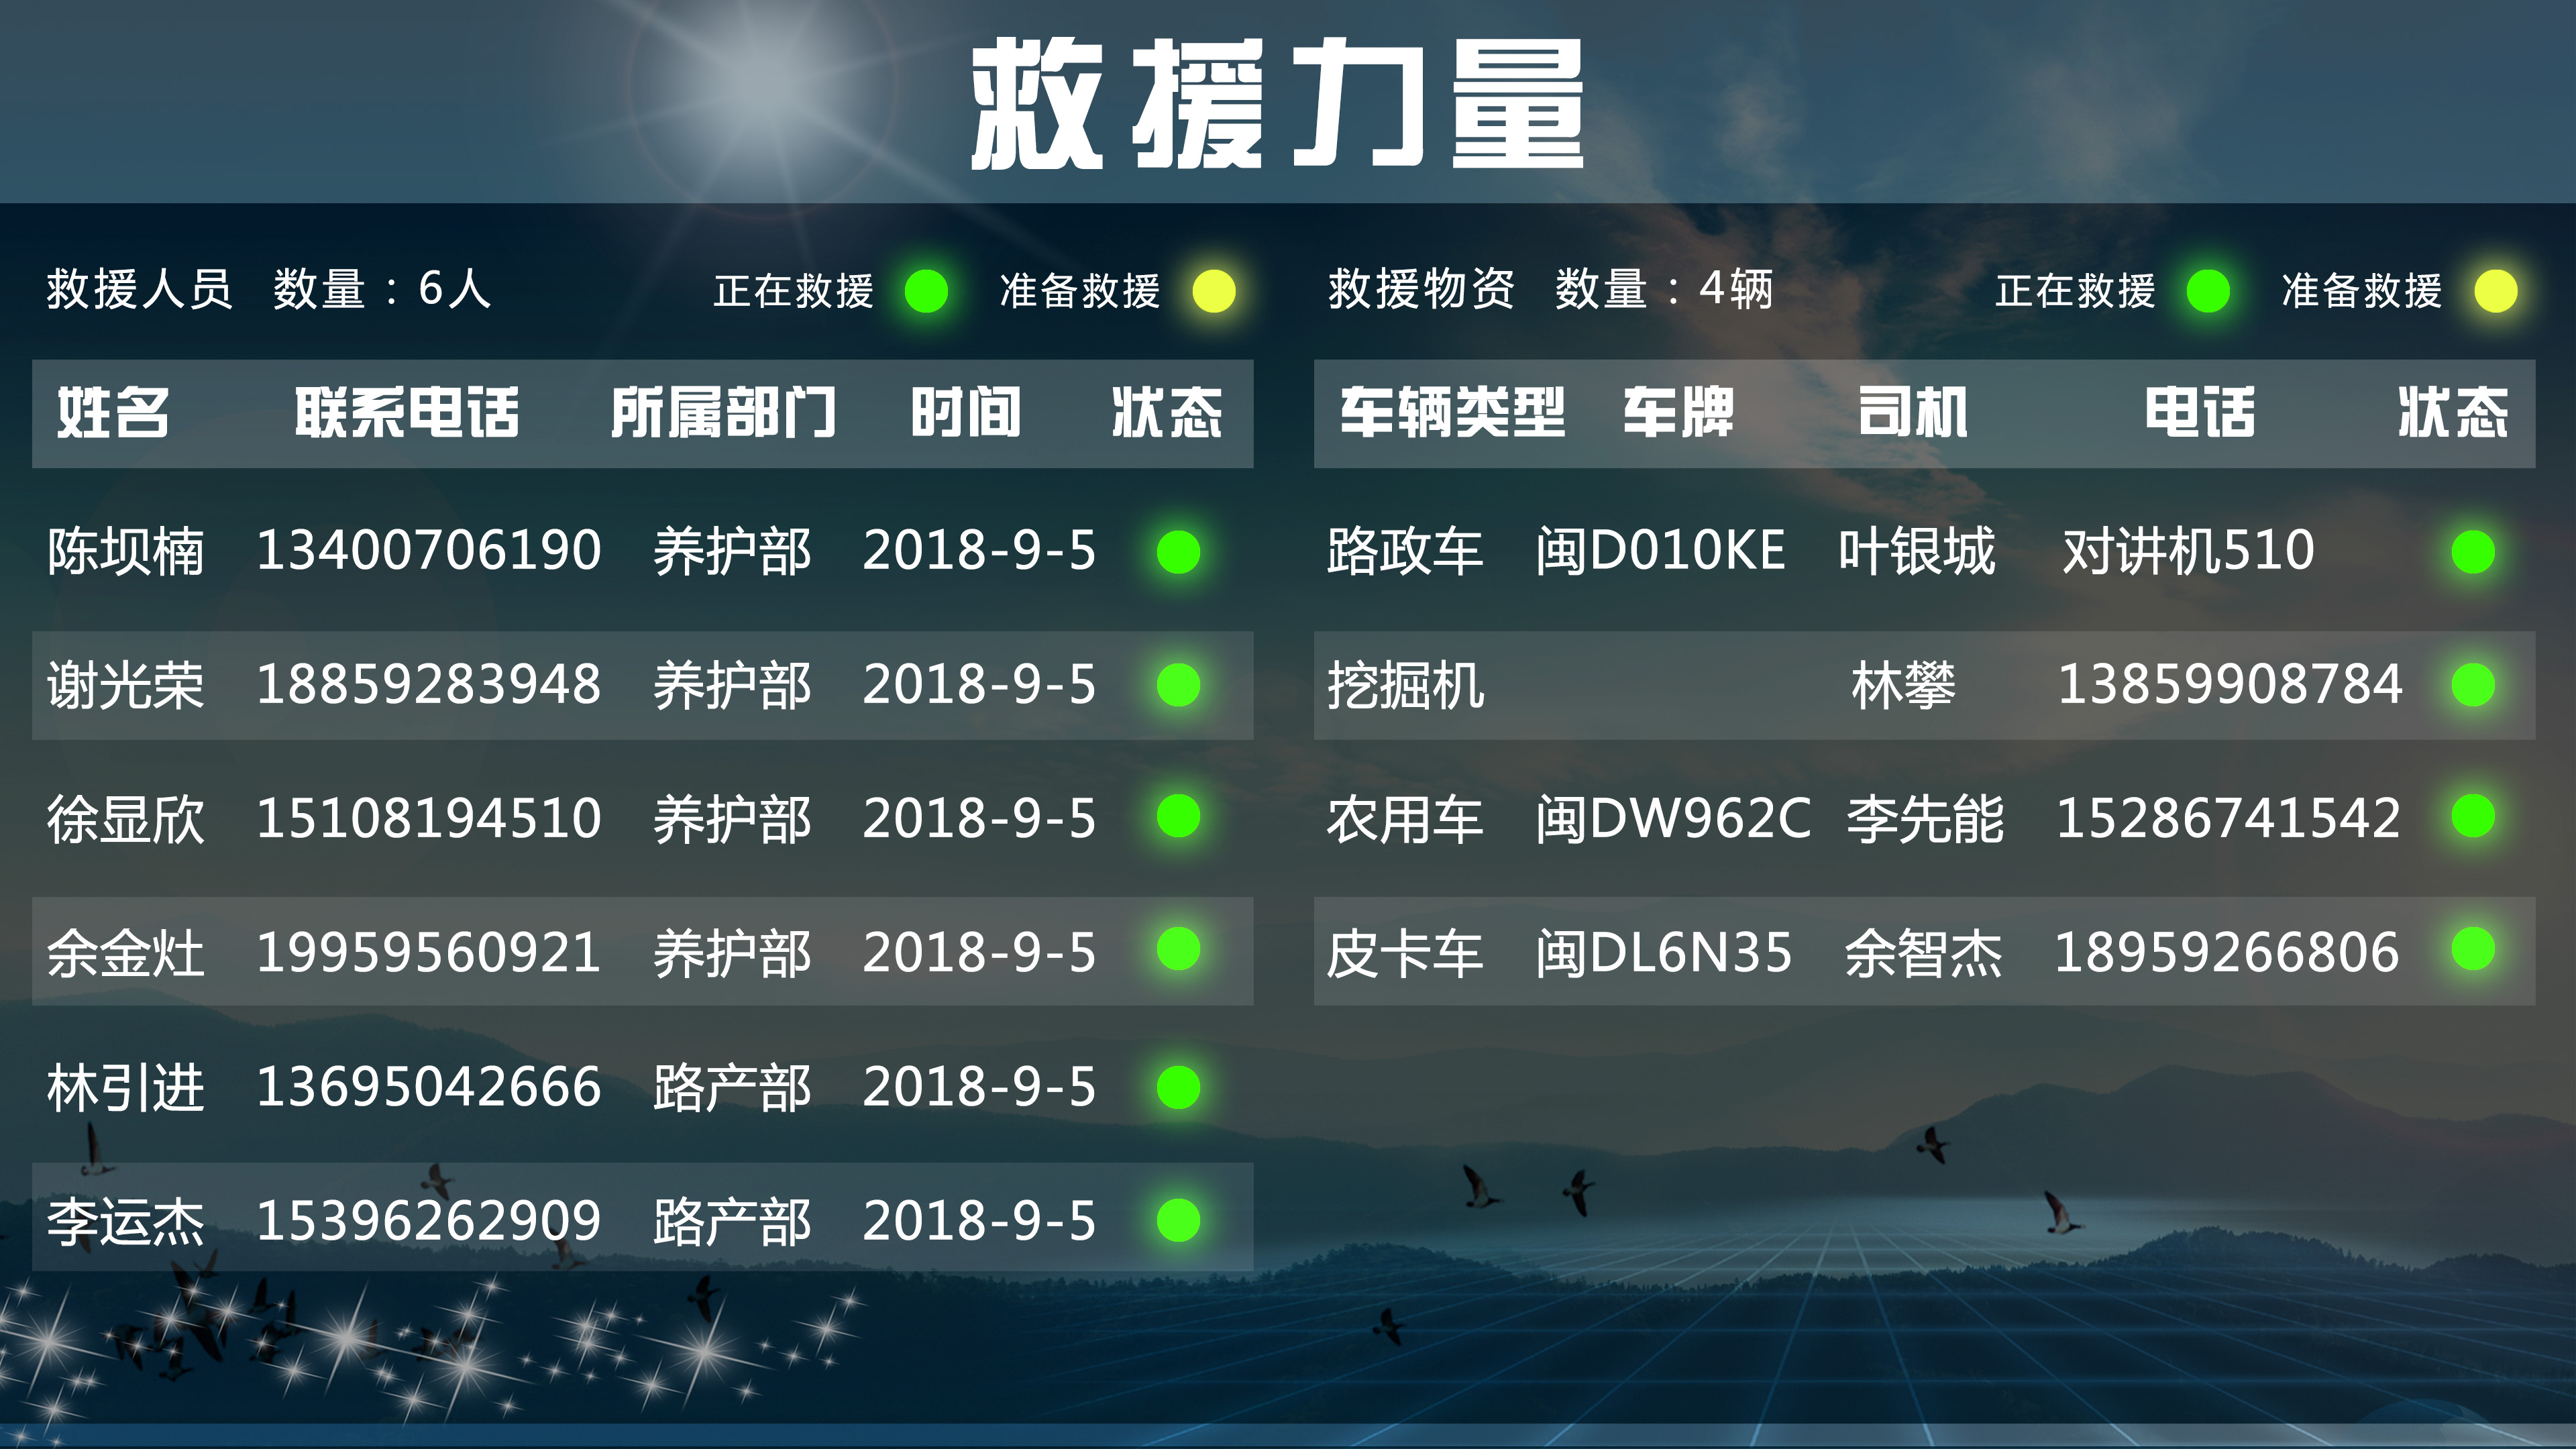 救援力量
救援人员 数量：6人 正在救援 准备救援
姓名 联系电话 所属部门 时间 状态
陈坝楠 13400706190 养护部 2018-9-5
谢光荣 18859283948 养护部 2018-9-5
徐显欣 15108194510 养护部 2018-9-5
余金灶 19959560921 养护部 2018-9-5
林引进 13695042666 路产部 2018-9-5
李运杰 15396262909 路产部 2018-9-5
救援物资 数量：4辆 正在救援 准备救援
车辆类型 车牌 司机 电话 状态
路政车 闽D010KE 叶银城 对讲机510
挖掘机 林攀 13859908784
农用车 闽DW962C 李先能 15286741542
皮卡车 闽DL6N35 余智杰 18959266806